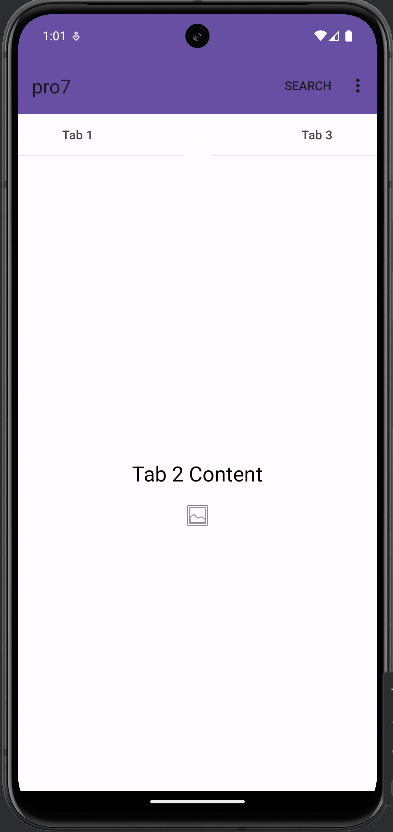 1:01
pro7 SEARCH
Tab 1 Tab 3
Tab 2 Content